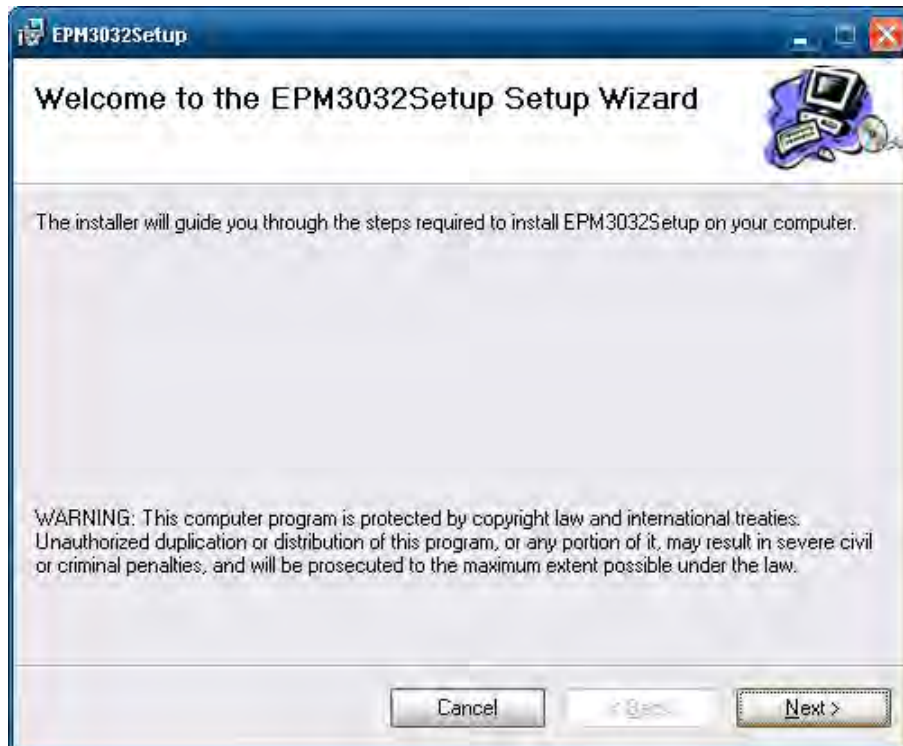 EPM3032Setup
Welcome to the EPM3032Setup Setup Wizard
The installer will guide you through the steps required to install EPM3032Setup on your computer.
WARNING: This computer program is protected by copyright law and international treaties.
Unauthorized duplication or distribution of this program, or any portion of it, may result in severe civil
or criminal penalties, and will be prosecuted to the maximum extent possible under the law.
Cancel
Next >